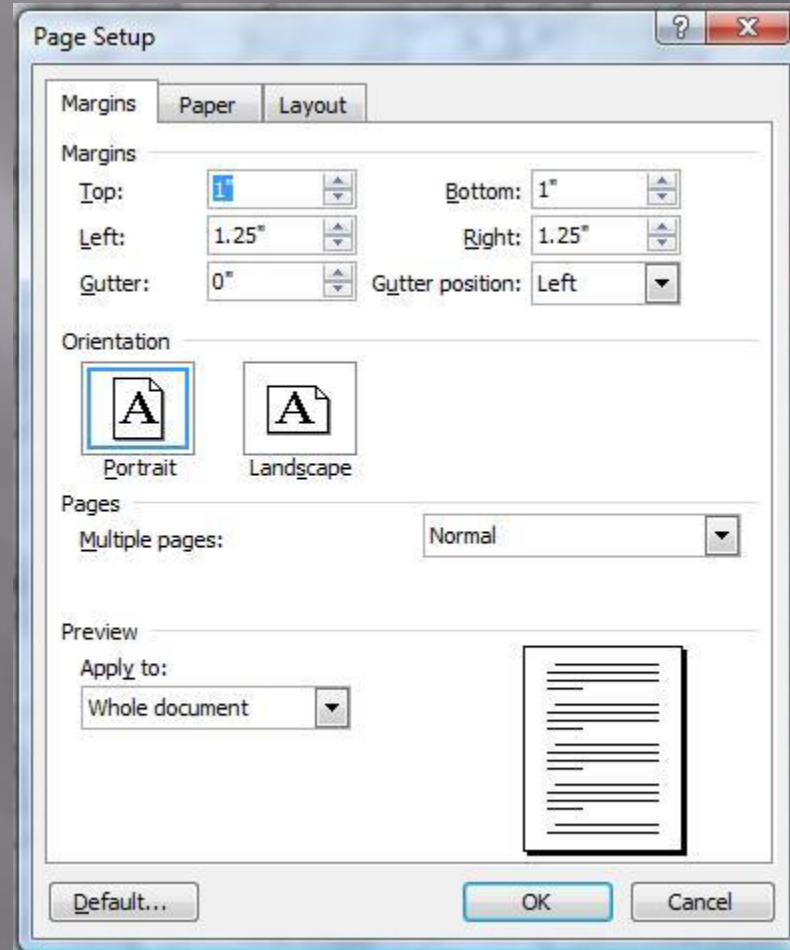 Page Setup
Margins Paper Layout
Margins
Top: 1" Bottom: 1"
Left: 1.25" Right: 1.25"
Gutter: 0" Gutter position: Left
Orientation
A A
Portrait Landscape
Pages
Multiple pages: Normal
Preview
Apply to:
Whole document
Default... OK Cancel